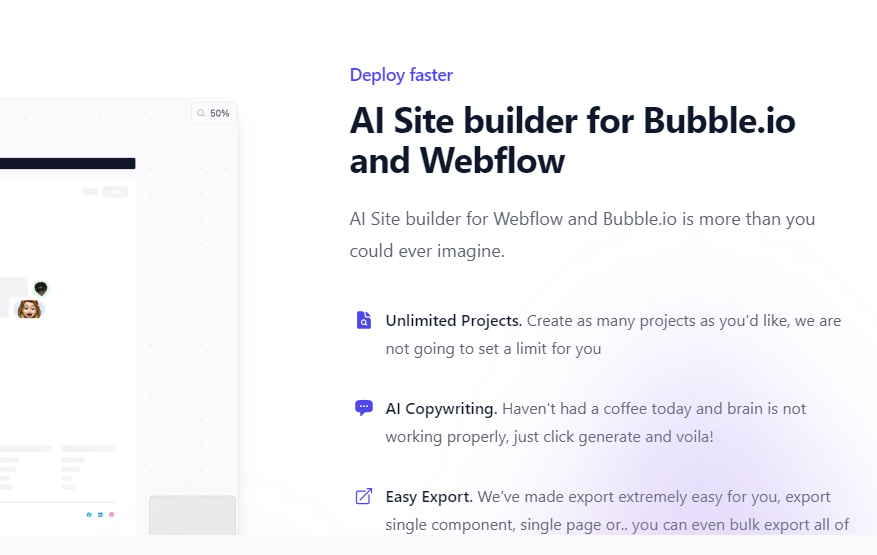 Deploy faster
50%
AI Site builder for Bubble.io
and Webflow
AI Site builder for Webflow and Bubble.io is more than you
could ever imagine.
Unlimited Projects. Create as many projects as you'd like, we are
not going to set a limit for you
AI Copywriting. Haven't had a coffee today and brain is not
working properly, just click generate and voila!
Easy Export. We've made export extremely easy for you, export
single component, single page or.. you can even bulk export all of